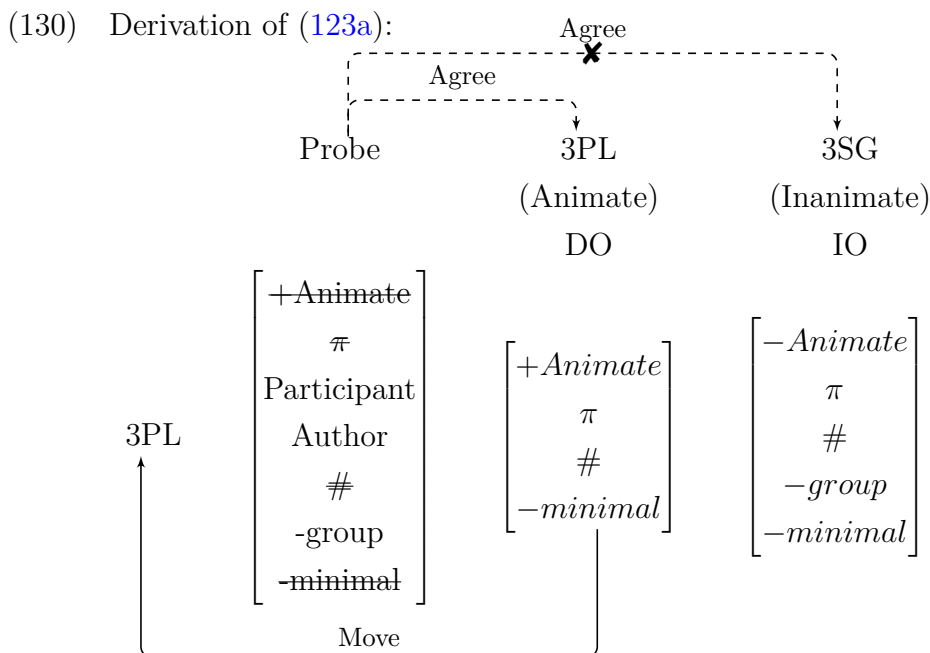 (130) Derivation of (123a):
Agree
Agree
Probe 3PL 3SG
(Animate) (Inanimate)
DO IO
+Animate
π
Participant
Author
#
-group
-minimal
+Animate
π
#
−minimal
−Animate
π
#
−group
−minimal
3PL
Move